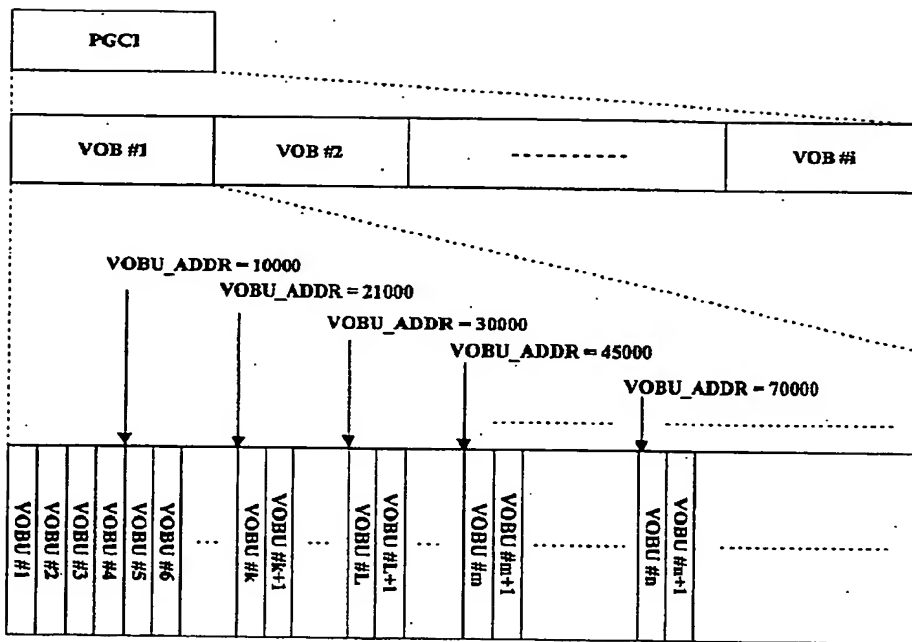 PGCI
VOB #1
VOB #2
VOB #i
VOBU_ADDR = 10000
VOBU_ADDR = 21000
VOBU_ADDR = 30000
VOBU_ADDR = 45000
VOBU_ADDR = 70000
VOBU #1
VOBU #2
VOBU #3
VOBU #4
VOBU #5
VOBU #6
VOBU #k
VOBU #k+1
VOBU #L
VOBU #L+1
VOBU #m
VOBU #m+1
VOBU #n
VOBU #n+1